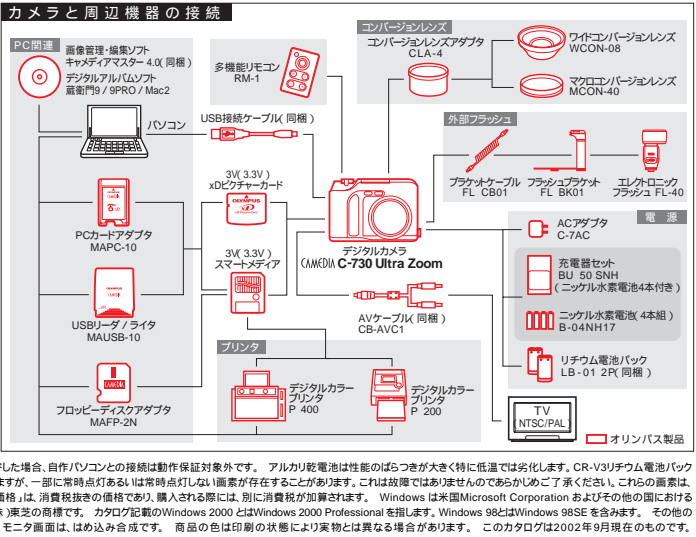 カメラと周辺機器の接続
PC関連
画像管理・編集ソフト
キャメディアマスター 4.0( 同梱 )
デジタルアルバムソフト
蔵衛門9 / 9PRO / Mac2
パソコン
PCカードアダプタ
MAPC-10
USBリーダ / ライタ
MAUSB-10
フロッピーディスクアダプタ
MAFP-2N
多機能リモコン
RM-1
USB接続ケーブル( 同梱 )
3V( 3.3V )
xDピクチャーカード
OLYMPUS
xD
3V( 3.3V )
スマートメディア
デジタルカメラ
CAMEDIA C-730 Ultra Zoom
AVケーブル( 同梱 )
CB-AVC1
プリンタ
デジタルカラー
プリンタ
P 400
デジタルカラー
プリンタ
P 200
コンバージョンレンズ
コンバージョンレンズアダプタ
CLA-4
ワイドコンバージョンレンズ
WCON-08
マクロコンバージョンレンズ
MCON-40
外部フラッシュ
ブラケットケーブル
FL CB01
フラッシュブラケット
FL BK01
エレクトロニック
フラッシュ FL-40
電 源
ACアダプタ
C-7AC
充電器セット
BU 50 SNH
( ニッケル水素電池4本付き )
ニッケル水素電池( 4本組 )
B-04NH17
リチウム電池パック
LB-01 2P( 同梱 )
TV
( NTSC/PAL )
オリンパス製品
した場合、自作パソコンとの接続は動作保証対象外です。 アルカリ乾電池は性能のばらつきが大きく特に低温では劣化します。CR-V3リチウム電池パック
ますが、一部に常時点灯あるいは常時点灯しない画素が存在することがあります。これは故障ではありませんのであらかじめご了承ください。これらの画素は、
価格」は、消費税抜きの価格であり、購入される際には、別に消費税が加算されます。 Windows は米国Microsoft Corporation およびその他の国における
)東芝の商標です。 カタログ記載のWindows 2000 とはWindows 2000 Professional を指します。Windows 98とはWindows 98SE を含みます。 その他の
モニタ画面は、はめ込み合成です。 商品の色は印刷の状態により実物とは異なる場合があります。 このカタログは2002年9月現在のものです。